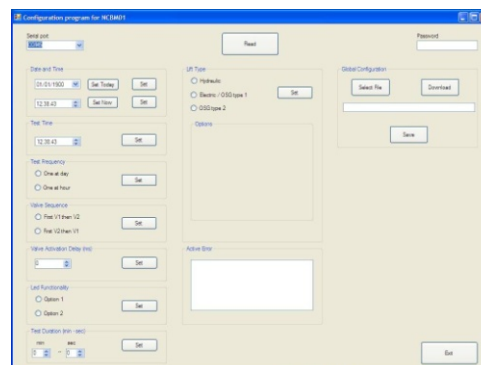 Configuration program for NCBM01
Serial port
Read
Password
Date and Time
01/01/1900
Set Today
Set
12.38.43
Set Now
Set
Test Time
12.38.43
Set
Test Frequency
One at day
One at hour
Set
Valve Sequence
First V1 then V2
First V2 then V1
Set
Valve Activation Delay (ms)
0
Set
Led Functionality
Option 1
Option 2
Set
Test Duration (min - sec)
min
sec
0
-
0
Set
Lift Type
Hydraulic
Electric / OSG type 1
OSG type 2
Set
Options
Active Error
Global Configuration
Select File
Download
Save
Exit